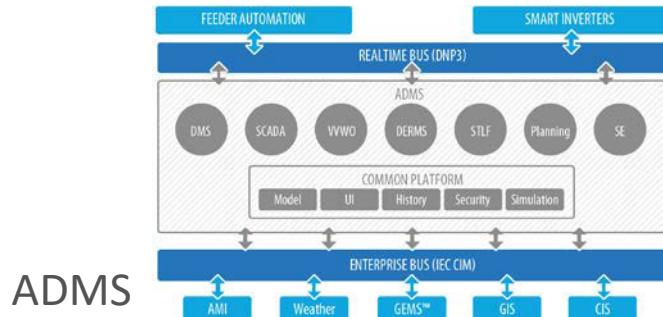 FEEDER AUTOMATION SMART INVERTERS
REALTIME BUS (DNP3)
ADMS
DMS SCADA VVWO DERMS STLF Planning SE
COMMON PLATFORM
Model UI History Security Simulation
ENTERPRISE BUS (IEC CIM)
ADMS
AMI Weather GEMS™ GIS CIS